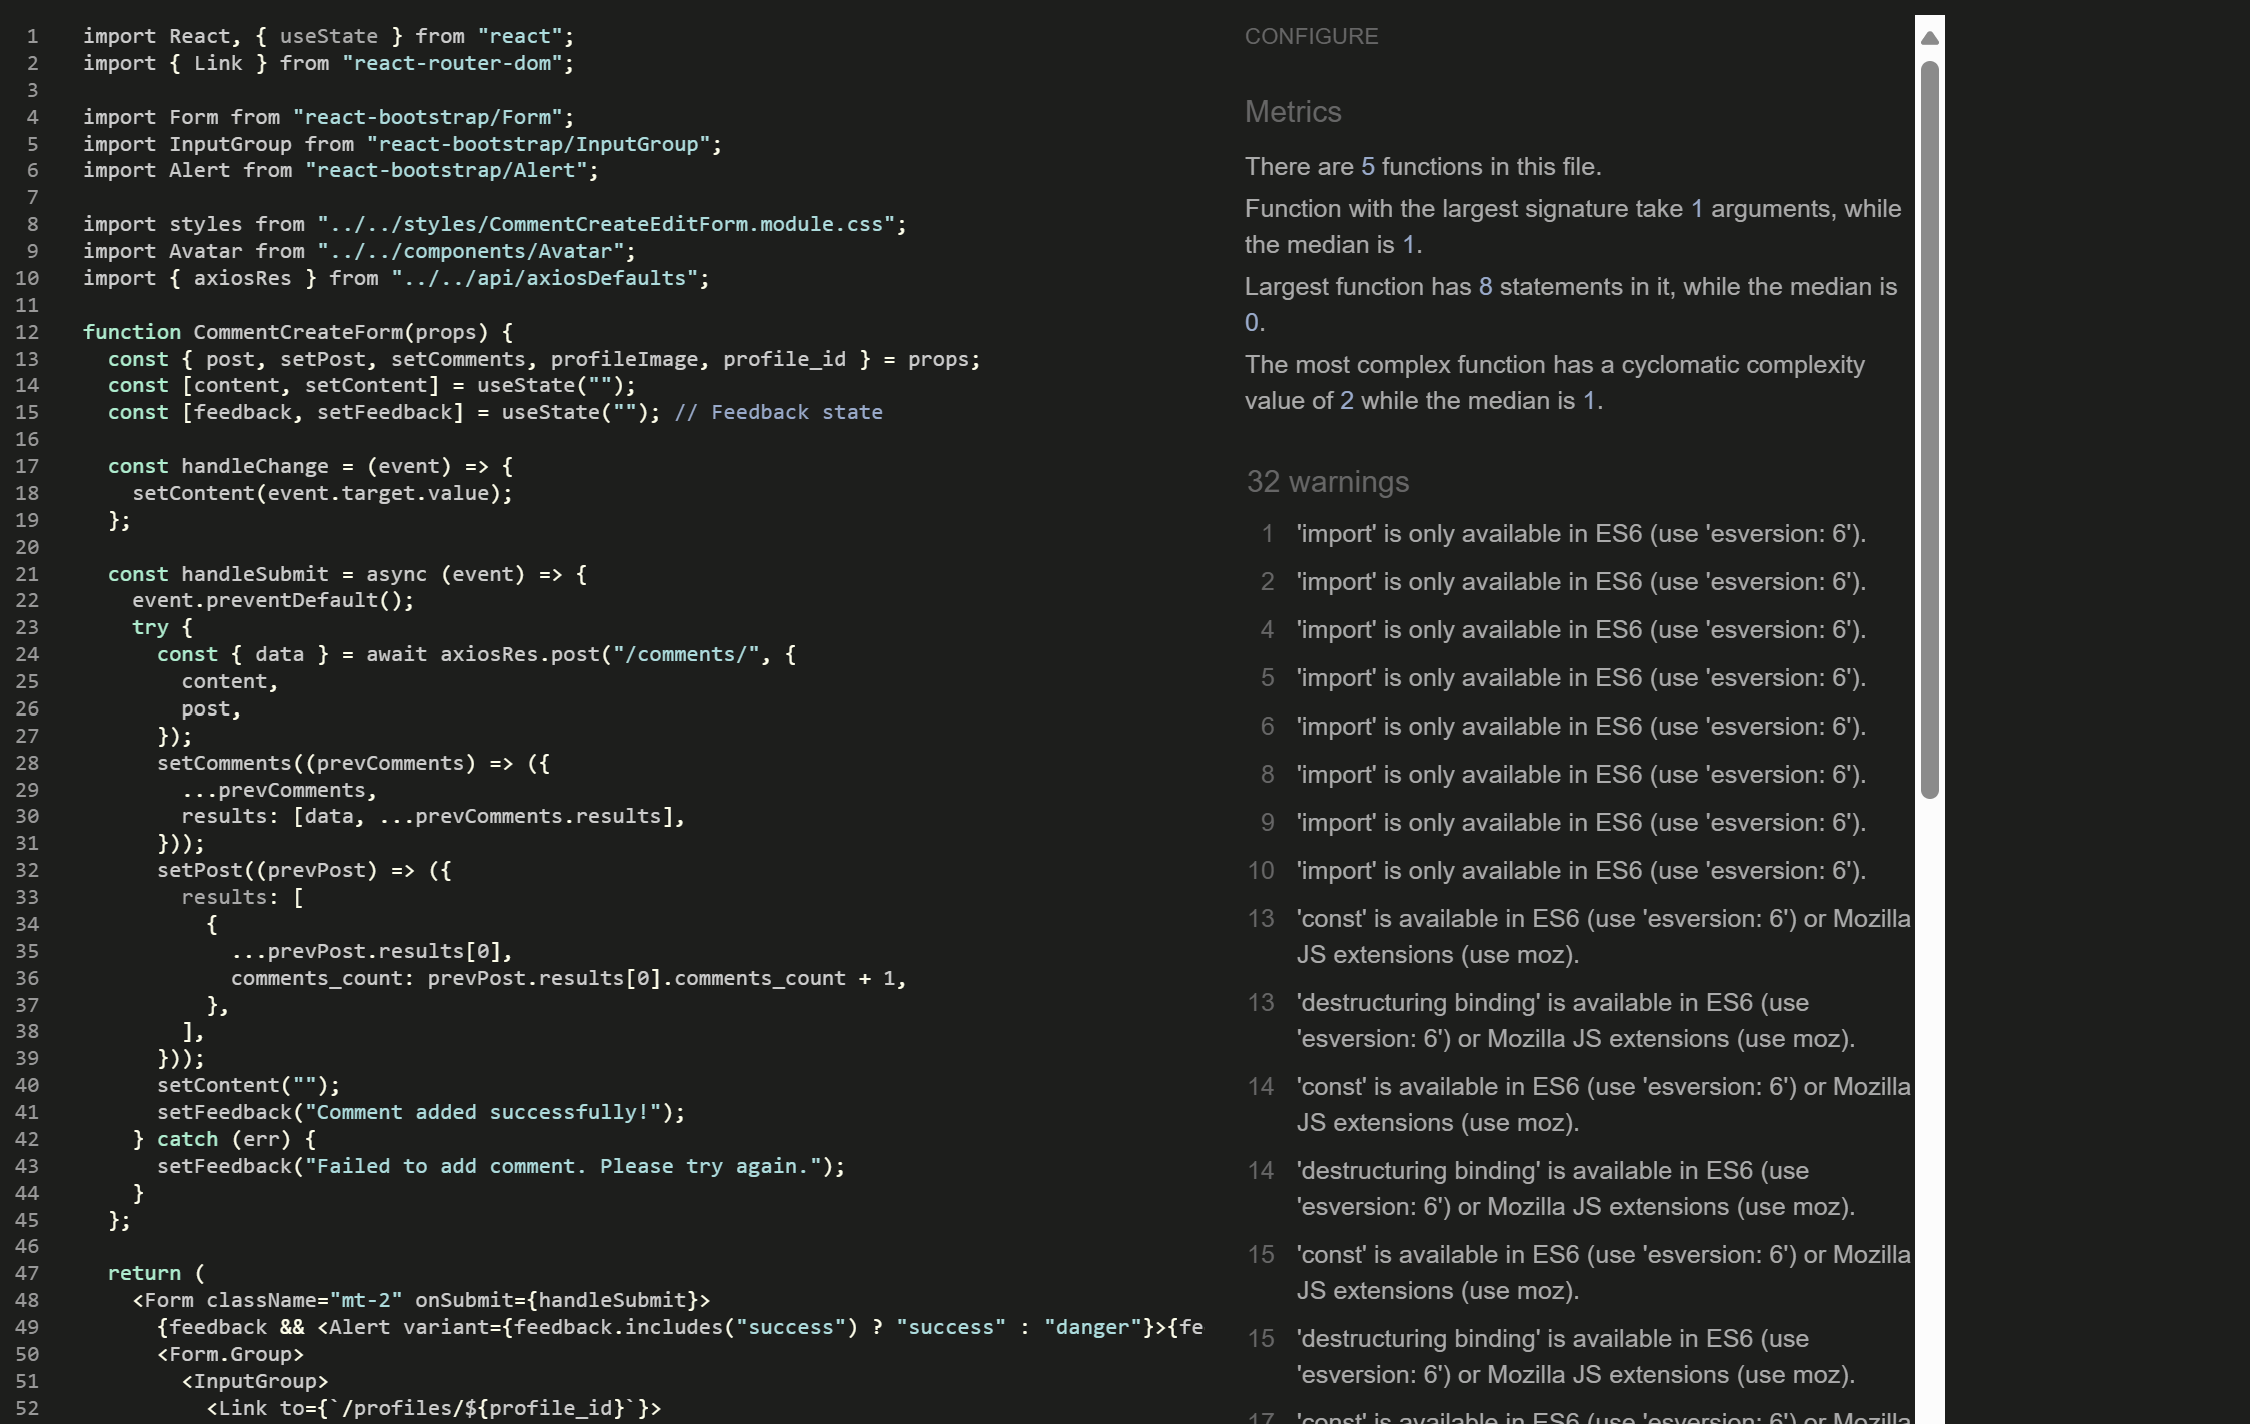 1 import React, { useState } from "react";
2 import { Link } from "react-router-dom";
3
4 import Form from "react-bootstrap/Form";
5 import InputGroup from "react-bootstrap/InputGroup";
6 import Alert from "react-bootstrap/Alert";
7
8 import styles from "../../styles/CommentCreateEditForm.module.css";
9 import Avatar from "../../components/Avatar";
10 import { axiosRes } from "../../api/axiosDefaults";
11
12 function CommentCreateForm(props) {
13   const { post, setPost, setComments, profileImage, profile_id } = props;
14   const [content, setContent] = useState("");
15   const [feedback, setFeedback] = useState(""); // Feedback state
16
17   const handleChange = (event) => {
18     setContent(event.target.value);
19   };
20
21   const handleSubmit = async (event) => {
22     event.preventDefault();
23     try {
24       const { data } = await axiosRes.post("/comments/", {
25         content,
26         post,
27       });
28       setComments((prevComments) => ({
29         ...prevComments,
30         results: [data, ...prevComments.results],
31       }));
32       setPost((prevPost) => ({
33         results: [
34           {
35             ...prevPost.results[0],
36             comments_count: prevPost.results[0].comments_count + 1,
37           },
38         ],
39       }));
40       setContent("");
41       setFeedback("Comment added successfully!");
42     } catch (err) {
43       setFeedback("Failed to add comment. Please try again.");
44     }
45   };
46
47   return (
48     <Form className="mt-2" onSubmit={handleSubmit}>
49       {feedback && <Alert variant={feedback.includes("success") ? "success" : "danger"}>{fe
50       <Form.Group>
51         <InputGroup>
52           <Link to={`/profiles/${profile_id}`}>
CONFIGURE
Metrics
There are 5 functions in this file.
Function with the largest signature take 1 arguments, while
the median is 1.
Largest function has 8 statements in it, while the median is
0.
The most complex function has a cyclomatic complexity
value of 2 while the median is 1.
32 warnings
1 'import' is only available in ES6 (use 'esversion: 6').
2 'import' is only available in ES6 (use 'esversion: 6').
4 'import' is only available in ES6 (use 'esversion: 6').
5 'import' is only available in ES6 (use 'esversion: 6').
6 'import' is only available in ES6 (use 'esversion: 6').
8 'import' is only available in ES6 (use 'esversion: 6').
9 'import' is only available in ES6 (use 'esversion: 6').
10 'import' is only available in ES6 (use 'esversion: 6').
13 'const' is available in ES6 (use 'esversion: 6') or Mozilla
JS extensions (use moz).
13 'destructuring binding' is available in ES6 (use
'esversion: 6') or Mozilla JS extensions (use moz).
14 'const' is available in ES6 (use 'esversion: 6') or Mozilla
JS extensions (use moz).
14 'destructuring binding' is available in ES6 (use
'esversion: 6') or Mozilla JS extensions (use moz).
15 'const' is available in ES6 (use 'esversion: 6') or Mozilla
JS extensions (use moz).
15 'destructuring binding' is available in ES6 (use
'esversion: 6') or Mozilla JS extensions (use moz).
17 'const' is available in ES6 (use 'esversion: 6') or Mozilla